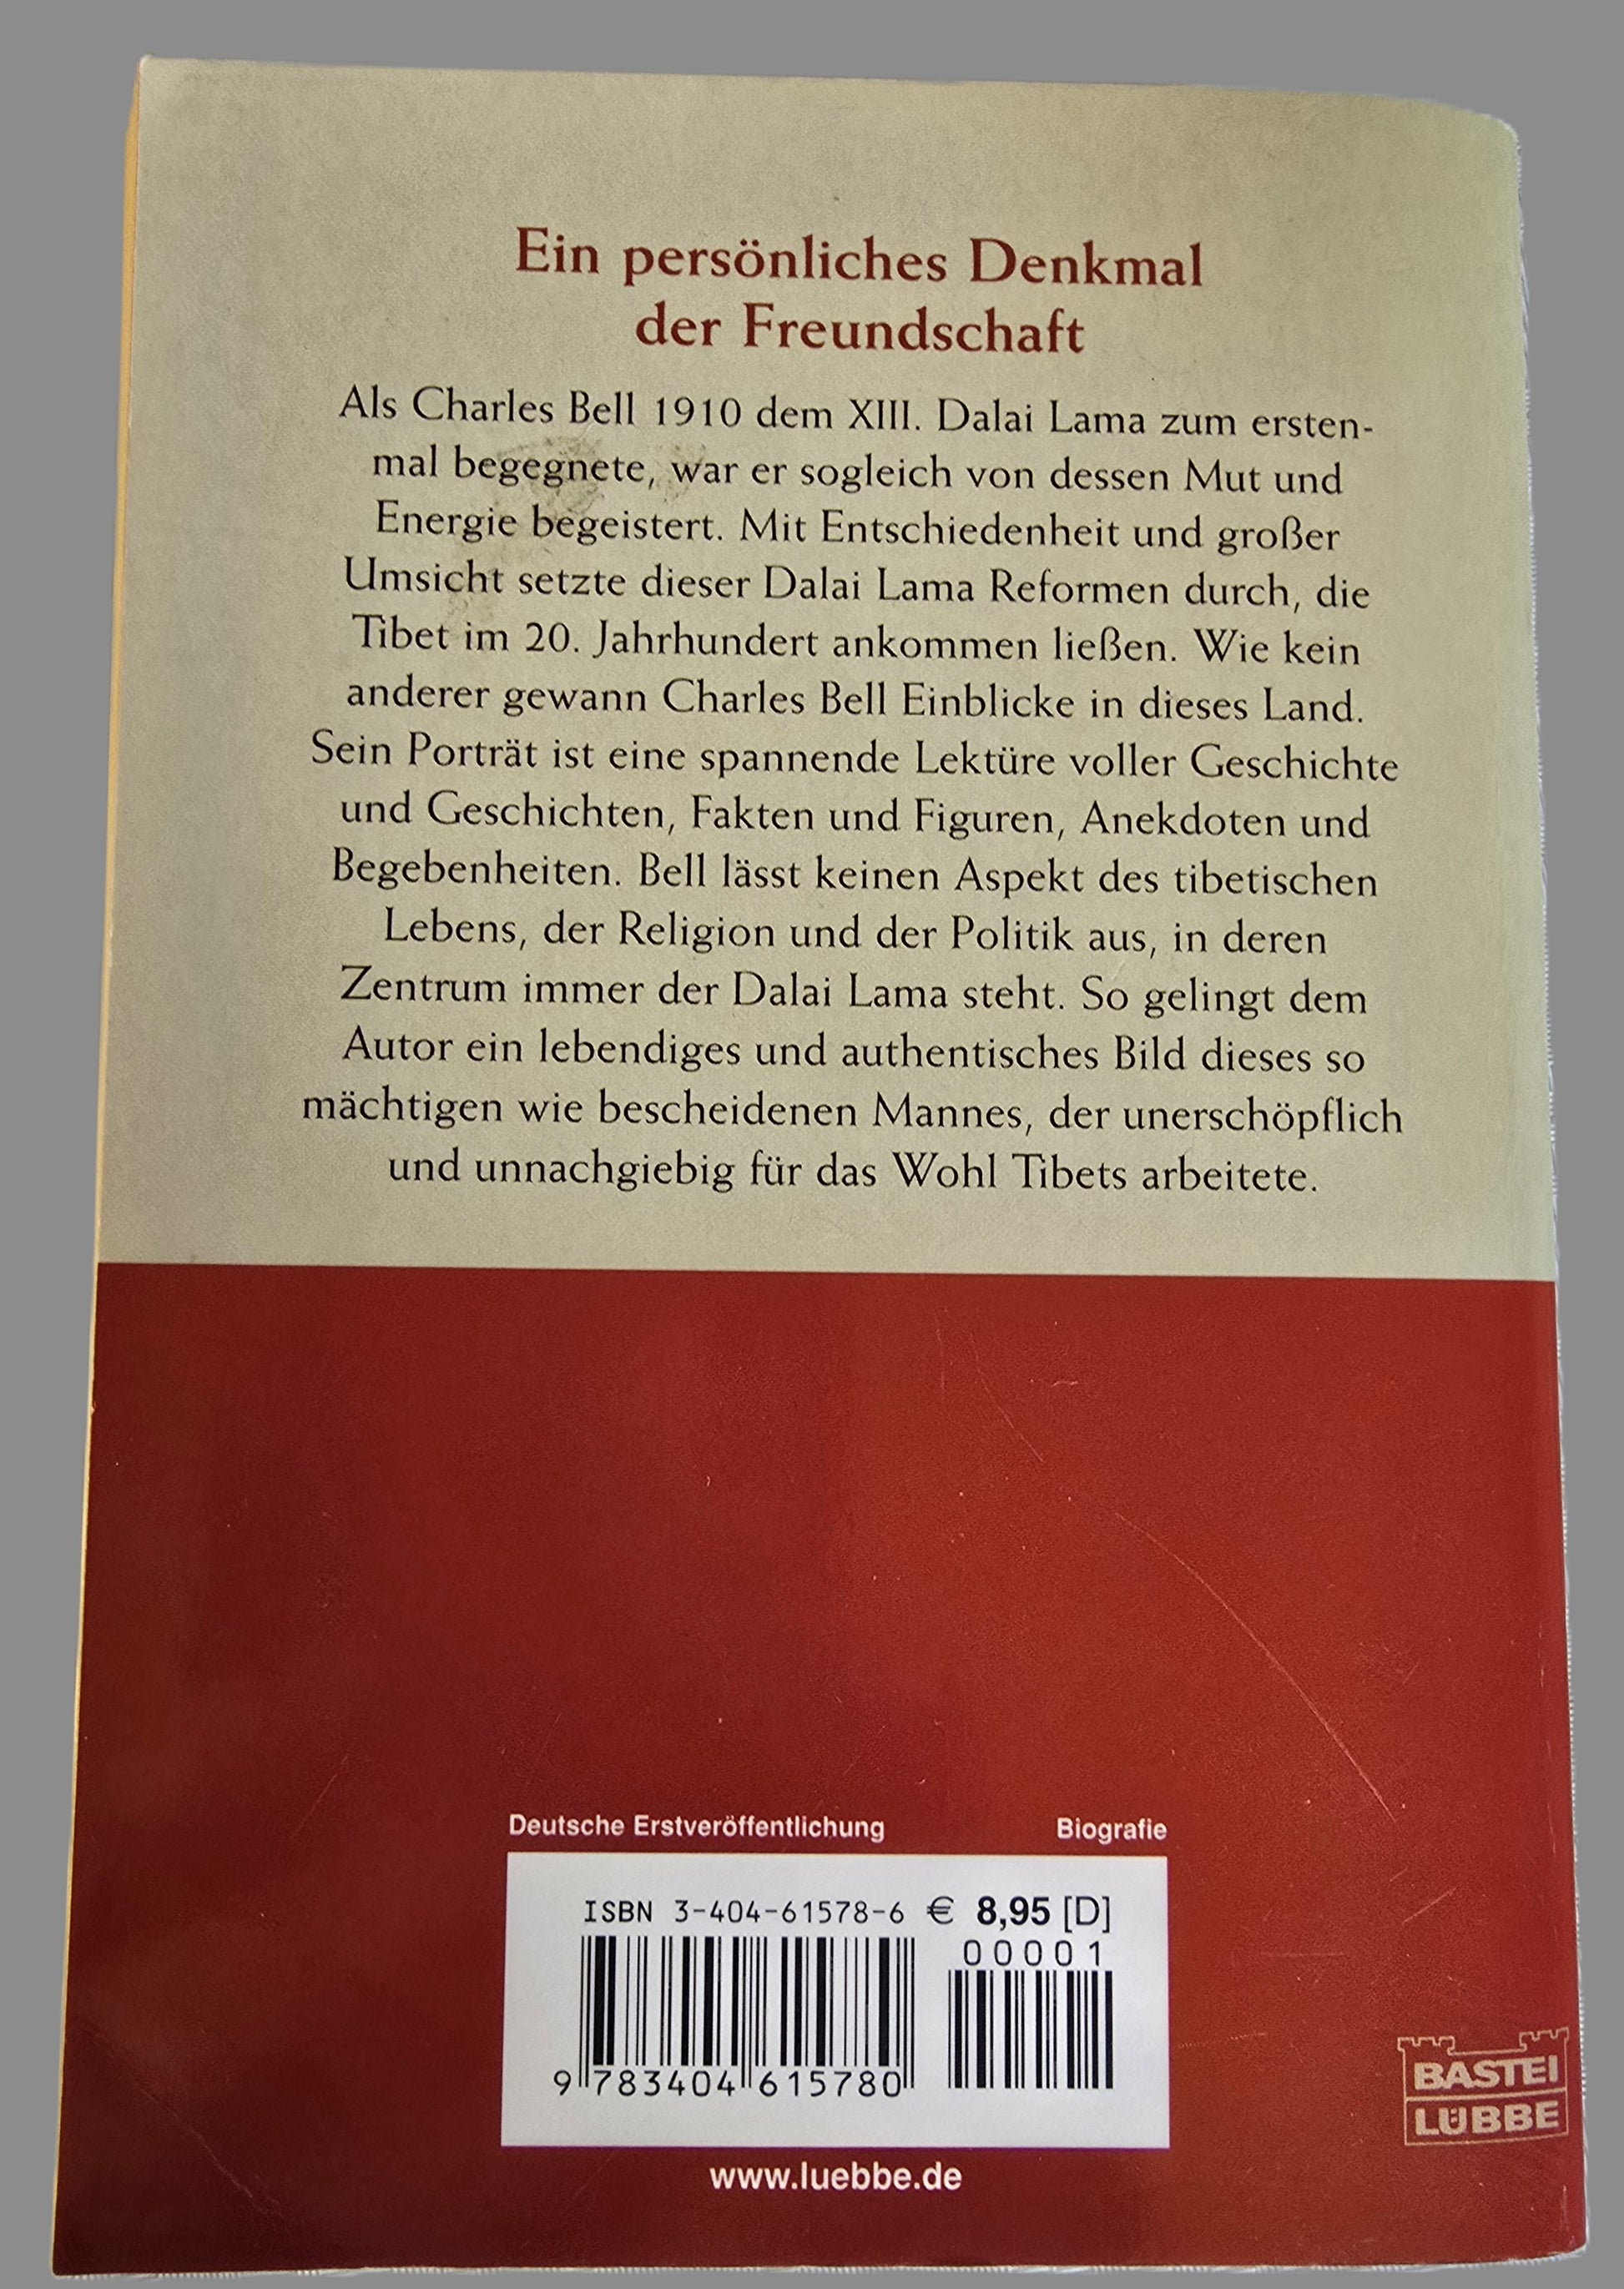 Ein persönliches Denkmal
der Freundschaft
Als Charles Bell 1910 dem XIII. Dalai Lama zum ersten-
mal begegnete, war er sogleich von dessen Mut und
Energie begeistert. Mit Entschiedenheit und großer
Umsicht setzte dieser Dalai Lama Reformen durch, die
Tibet im 20. Jahrhundert ankommen ließen. Wie kein
anderer gewann Charles Bell Einblicke in dieses Land.
Sein Porträt ist eine spannende Lektüre voller Geschichte
und Geschichten, Fakten und Figuren, Anekdoten und
Begebenheiten. Bell lässt keinen Aspekt des tibetischen
Lebens, der Religion und der Politik aus, in deren
Zentrum immer der Dalai Lama steht. So gelingt dem
Autor ein lebendiges und authentisches Bild dieses so
mächtigen wie bescheidenen Mannes, der unerschöpflich
und unnachgiebig für das Wohl Tibets arbeitete.
Deutsche Erstveröffentlichung Biografie
ISBN 3-404-61578-6 € 8,95 [D]
00001
9 783404 615780
BASTEI
LÜBBE
www.luebbe.de